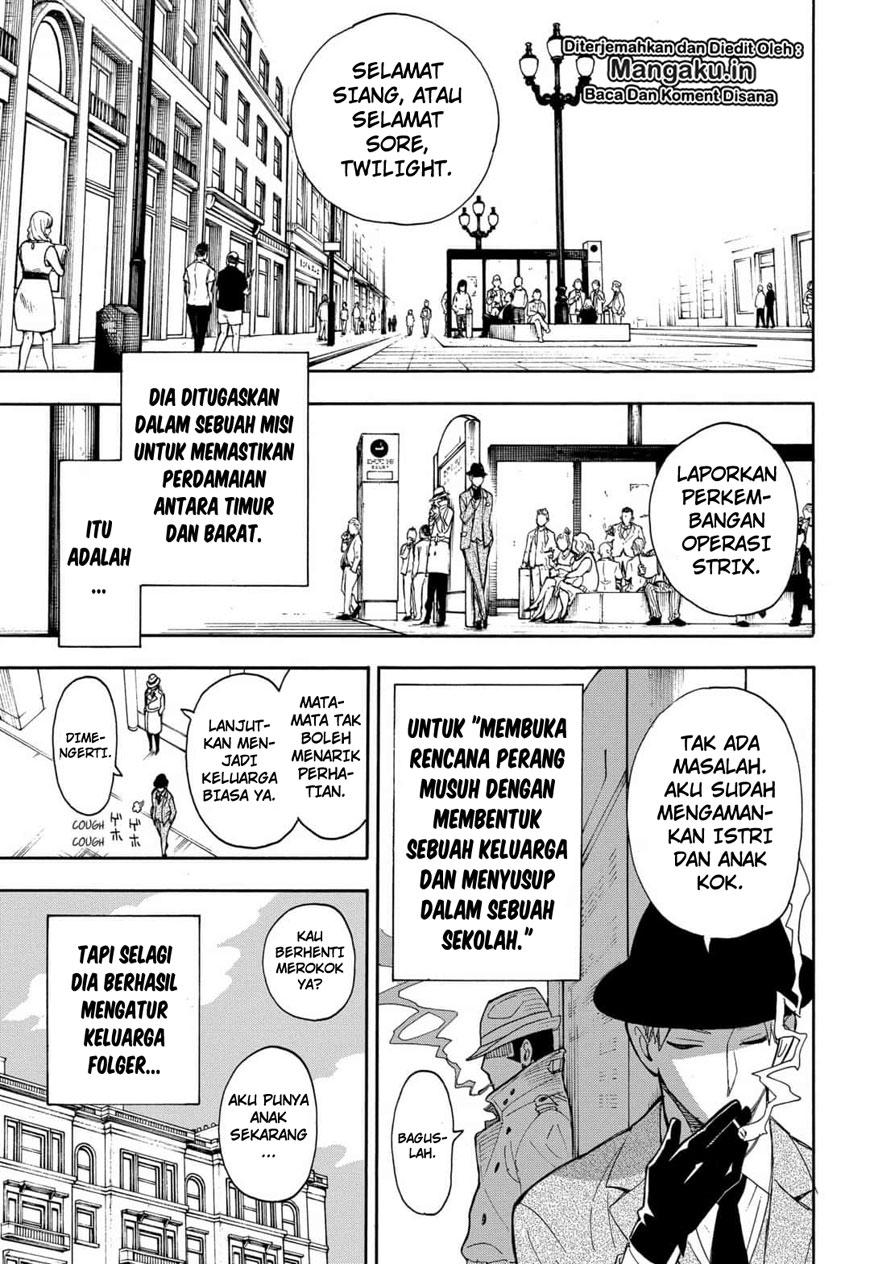 Diterjemahkan dan Diedit Oleh :
Mangaku.in
Baca Dan Koment Disana
SELAMAT
SIANG, ATAU
SELAMAT
SORE,
TWILIGHT.
LAPORKAN
PERKEM-
BANGAN
OPERASI
STRIX.
DIA DITUGASKAN
DALAM SEBUAH MISI
UNTUK MEMASTIKAN
PERDAMAIAN
ANTARA TIMUR
DAN BARAT.
ITU
ADALAH
...
TAK ADA
MASALAH.
AKU SUDAH
MENGAMAN-
KAN ISTRI
DAN ANAK
KOK.
UNTUK "MEMBUKA
RENCANA PERANG
MUSUH DENGAN
MEMBENTUK
SEBUAH KELUARGA
DAN MENYUSUP
DALAM SEBUAH
SEKOLAH."
BAGUS-
LAH.
MATA-
MATA TAK
BOLEH
MENARIK
PERHA-
TIAN.
LANJUT-
KAN MEN-
JADI
KELUARGA
BIASA YA.
DIME-
NGERTI.
COUGH
COUGH
ゲホ
ゲホ
KAU
BERHENTI
MEROKOK
YA?
AKU PUNYA
ANAK
SEKARANG
...
TAPI SELAGI
DIA BERHASIL
MENGATUR
KELUARGA
FOLGER...